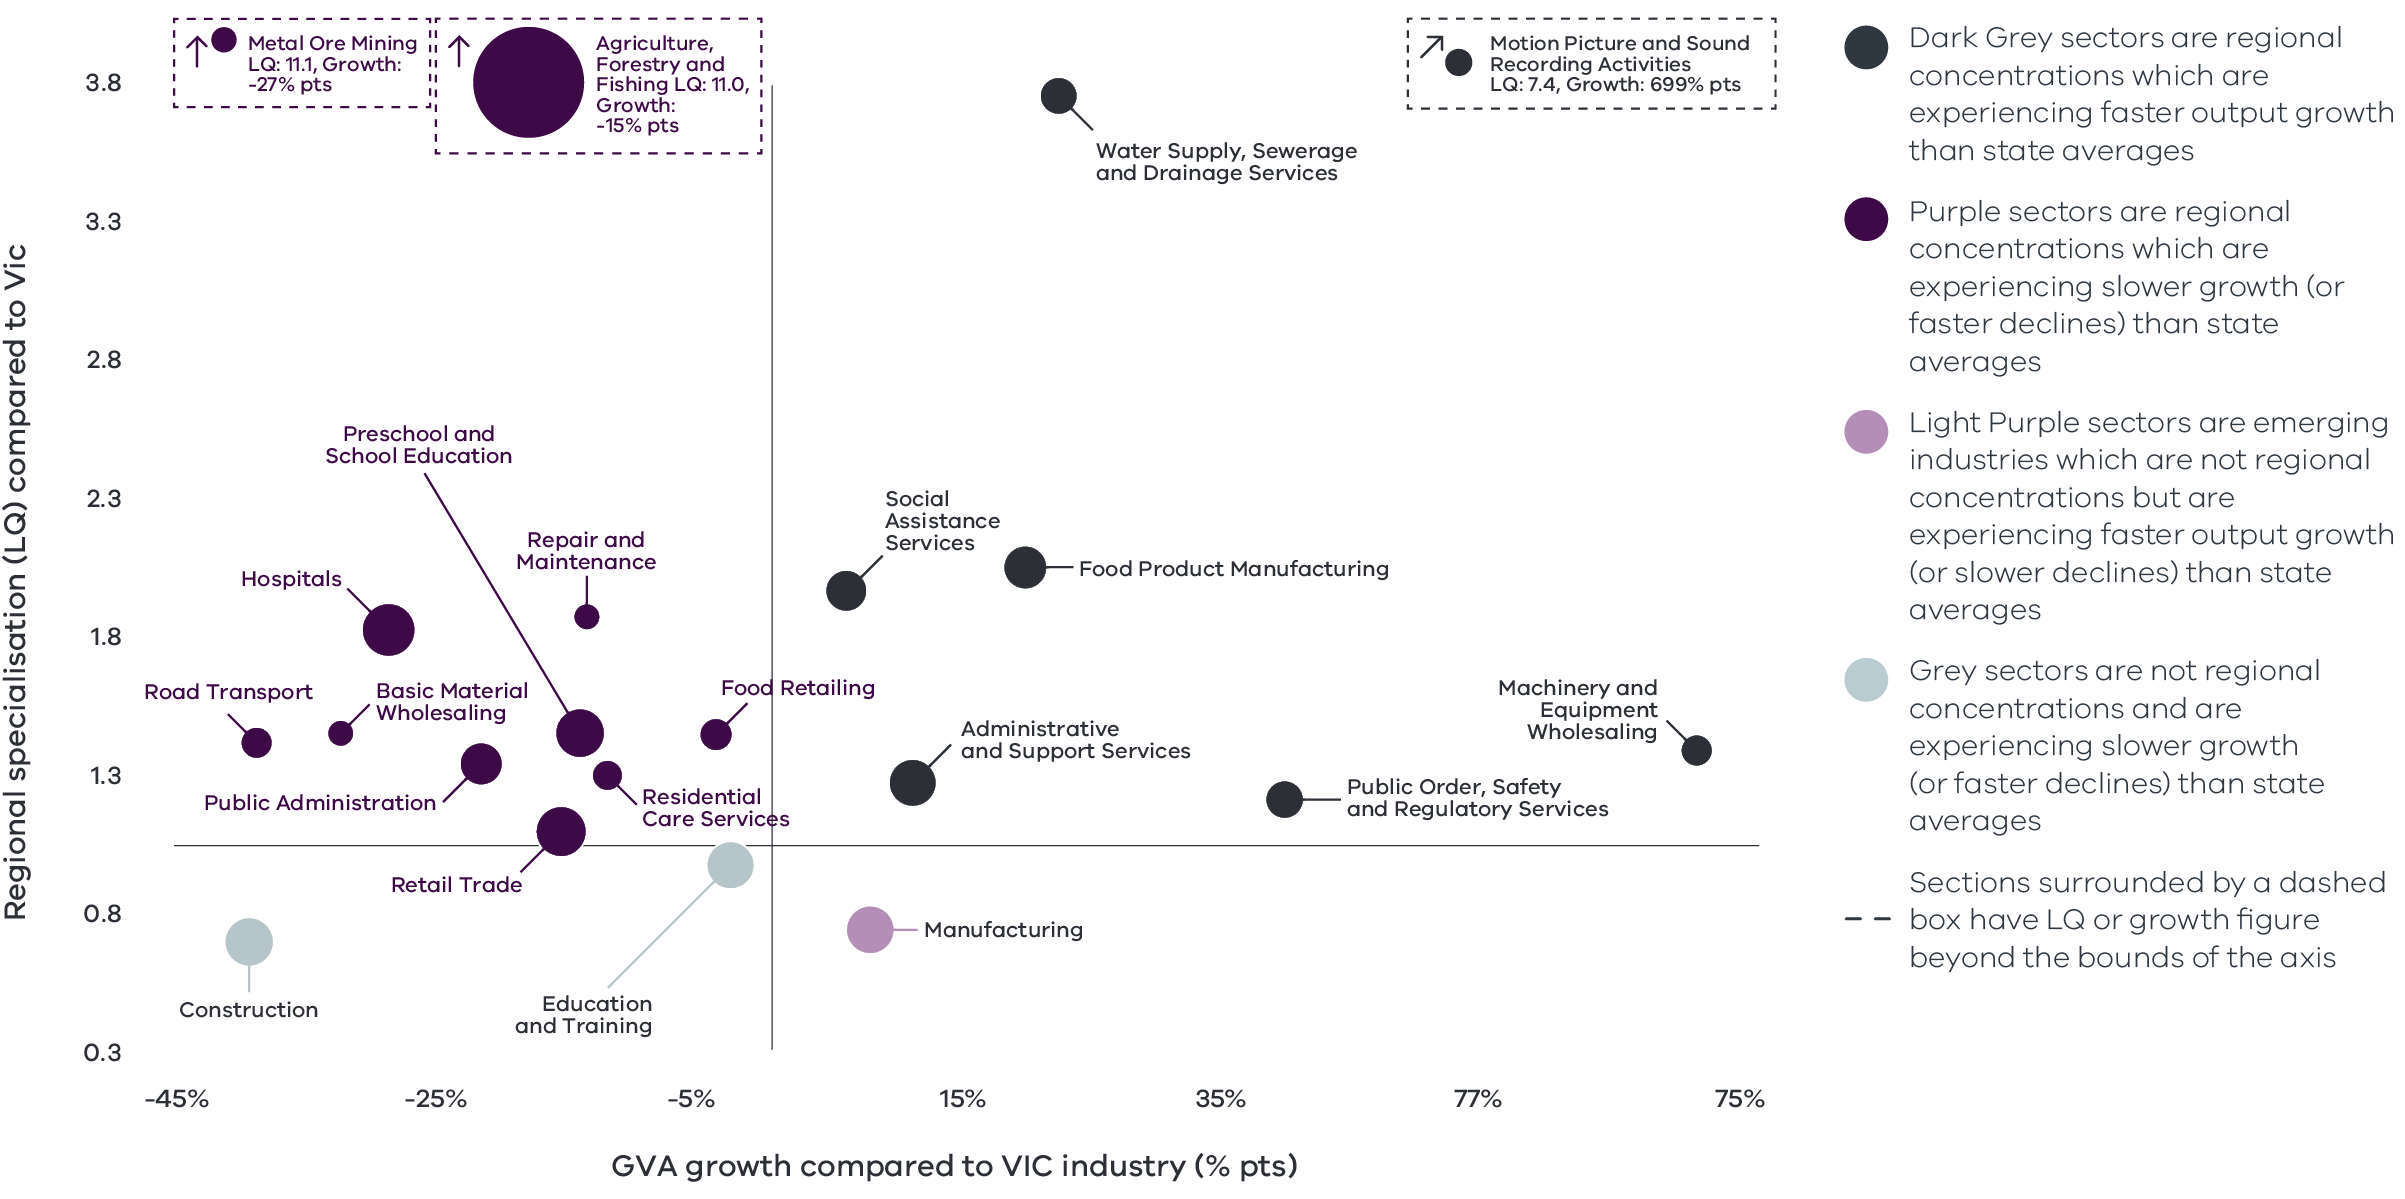 Metal Ore Mining
LQ: 11.1, Growth:
-27% pts
Agriculture,
Forestry and
Fishing LQ: 11.0,
Growth:
-15% pts
Motion Picture and Sound
Recording Activities
LQ: 7.4, Growth: 699% pts
Water Supply, Sewerage
and Drainage Services
Preschool and
School Education
Repair and
Maintenance
Hospitals
Social
Assistance
Services
Food Product Manufacturing
Road Transport
Basic Material
Wholesaling
Food Retailing
Administrative
and Support Services
Machinery and
Equipment
Wholesaling
Public Administration
Residential
Care Services
Public Order, Safety
and Regulatory Services
Retail Trade
Manufacturing
Construction
Education
and Training
Regional specialisation (LQ) compared to Vic
3.8
3.3
2.8
2.3
1.8
1.3
0.8
0.3
-45%
-25%
-5%
15%
35%
77%
75%
GVA growth compared to VIC industry (% pts)
Dark Grey sectors are regional
concentrations which are
experiencing faster output growth
than state averages
Purple sectors are regional
concentrations which are
experiencing slower growth (or
faster declines) than state
averages
Light Purple sectors are emerging
industries which are not regional
concentrations but are
experiencing faster output growth
(or slower declines) than state
averages
Grey sectors are not regional
concentrations and are
experiencing slower growth
(or faster declines) than state
averages
Sections surrounded by a dashed
box have LQ or growth figure
beyond the bounds of the axis